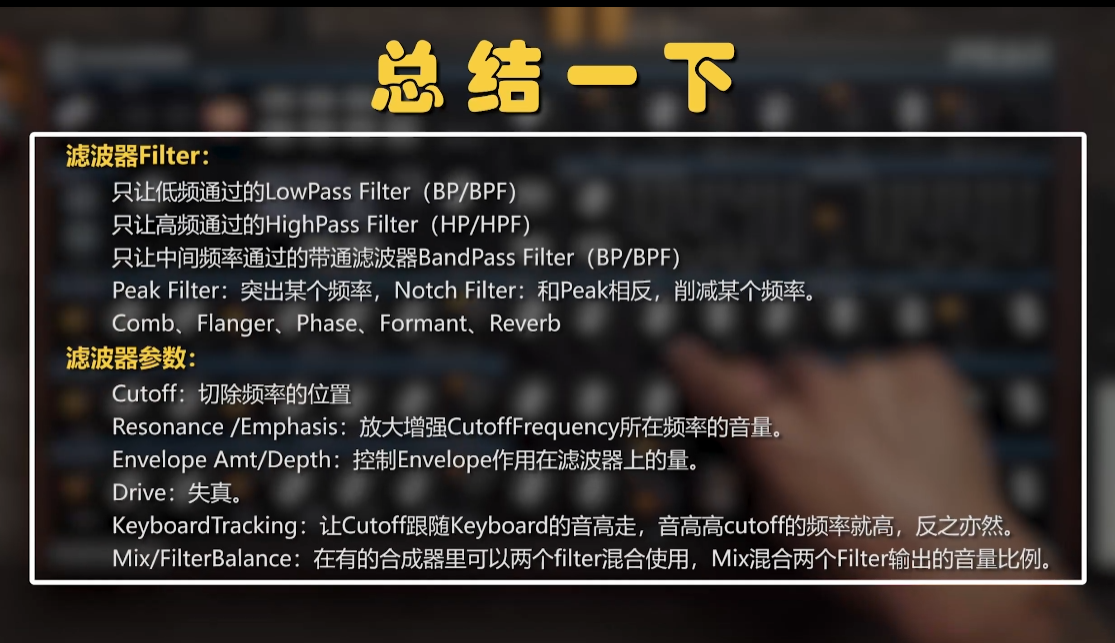 总结一下
滤波器Filter：
只让低频通过的LowPass Filter（BP/BPF）
只让高频通过的HighPass Filter（HP/HPF）
只让中间频率通过的带通滤波器BandPass Filter（BP/BPF）
Peak Filter：突出某个频率，Notch Filter：和Peak相反，削减某个频率。
Comb、Flanger、Phase、Formant、Reverb
滤波器参数：
Cutoff：切除频率的位置
Resonance /Emphasis：放大增强CutoffFrequency所在频率的音量。
Envelope Amt/Depth：控制Envelope作用在滤波器上的量。
Drive：失真。
KeyboardTracking：让Cutoff跟随Keyboard的音高走，音高高cutoff的频率就高，反之亦然。
Mix/FilterBalance：在有的合成器里可以两个filter混合使用，Mix混合两个Filter输出的音量比例。